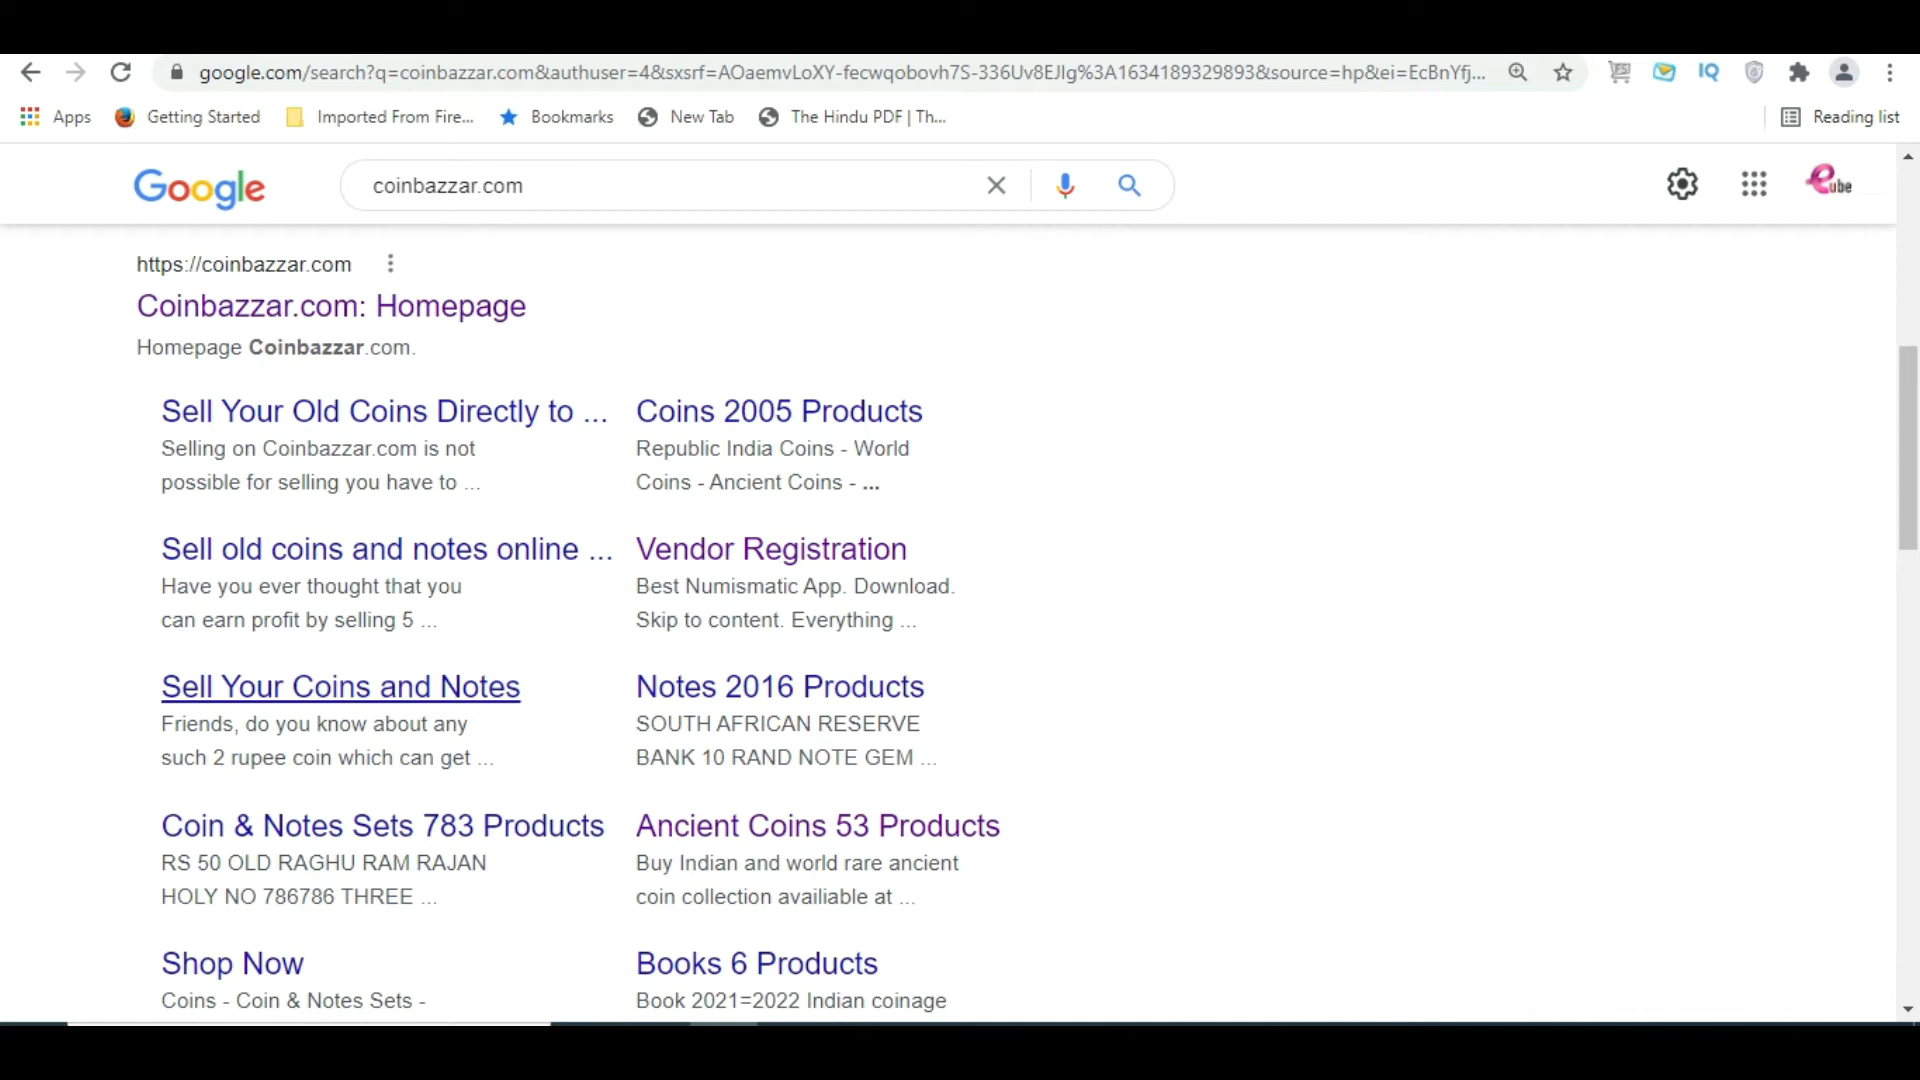 google.com/search?q=coinbazzar.com&authuser=4&sxsrf=AOaemvLoXY-fecwqobovh7S-336Uv8EJIg%3A1634189329893&source=hp&ei=EcBnYfj...
IQ
Apps
Getting Started
Imported From Fire...
Bookmarks
New Tab
The Hindu PDF | Th...
Reading list
Google
coinbazzar.com
eube
https://coinbazzar.com
Coinbazzar.com: Homepage
Homepage Coinbazzar.com.
Sell Your Old Coins Directly to ...
Selling on Coinbazzar.com is not
possible for selling you have to ...
Coins 2005 Products
Republic India Coins - World
Coins - Ancient Coins - ...
Sell old coins and notes online ...
Have you ever thought that you
can earn profit by selling 5 ...
Vendor Registration
Best Numismatic App. Download.
Skip to content. Everything ...
Sell Your Coins and Notes
Friends, do you know about any
such 2 rupee coin which can get ...
Notes 2016 Products
SOUTH AFRICAN RESERVE
BANK 10 RAND NOTE GEM ...
Coin & Notes Sets 783 Products
RS 50 OLD RAGHU RAM RAJAN
HOLY NO 786786 THREE ...
Ancient Coins 53 Products
Buy Indian and world rare ancient
coin collection availiable at ...
Shop Now
Coins - Coin & Notes Sets -
Books 6 Products
Book 2021=2022 Indian coinage